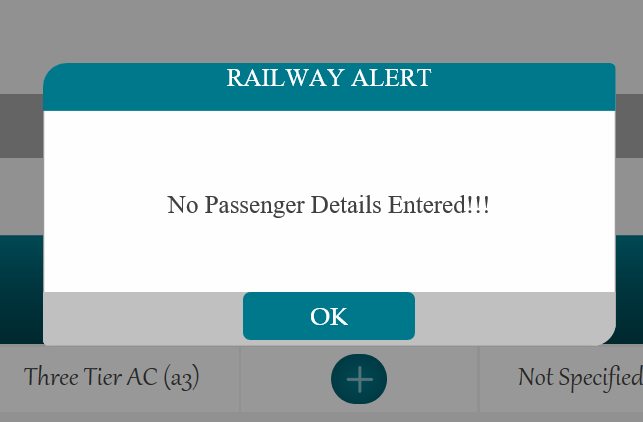 RAILWAY ALERT
No Passenger Details Entered!!!
OK
Three Tier AC (a3)
Not Specified